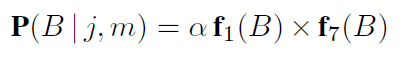 P(B | j, m) = α f₁(B) × f₇(B)